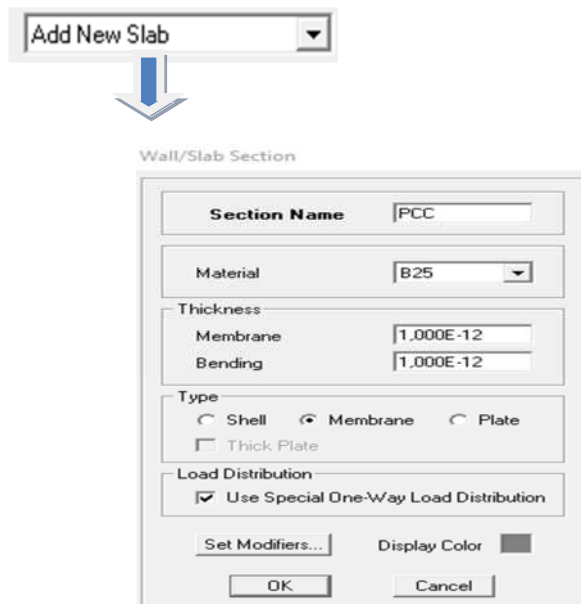 Add New Slab
Wall/Slab Section
Section Name PCC
Material B25
Thickness
Membrane 1,000E-12
Bending 1,000E-12
Type
Shell Membrane Plate
Thick Plate
Load Distribution
Use Special One-Way Load Distribution
Set Modifiers... Display Color
OK Cancel